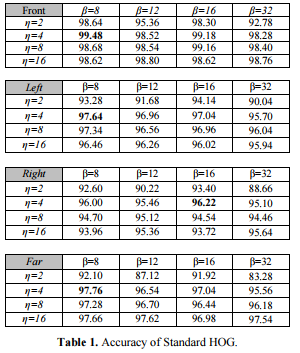 Front β=8 β=12 β=16 β=32
η=2 98.64 95.36 98.30 92.78
η=4 99.48 98.52 99.18 98.28
η=8 98.68 98.54 99.16 98.40
η=16 98.62 98.80 98.62 98.76
Left β=8 β=12 β=16 β=32
η=2 93.28 91.68 94.14 90.04
η=4 97.64 96.96 97.04 95.70
η=8 97.34 96.56 96.96 96.04
η=16 96.46 96.26 96.02 95.94
Right β=8 β=12 β=16 β=32
η=2 92.60 90.22 93.40 88.66
η=4 96.00 95.46 96.22 95.10
η=8 94.70 95.12 94.54 94.46
η=16 93.96 95.36 93.72 95.64
Far β=8 β=12 β=16 β=32
η=2 92.10 87.12 91.92 83.28
η=4 97.76 96.54 97.04 95.56
η=8 97.28 96.70 96.44 96.18
η=16 97.66 97.62 96.98 97.54
Table 1. Accuracy of Standard HOG.